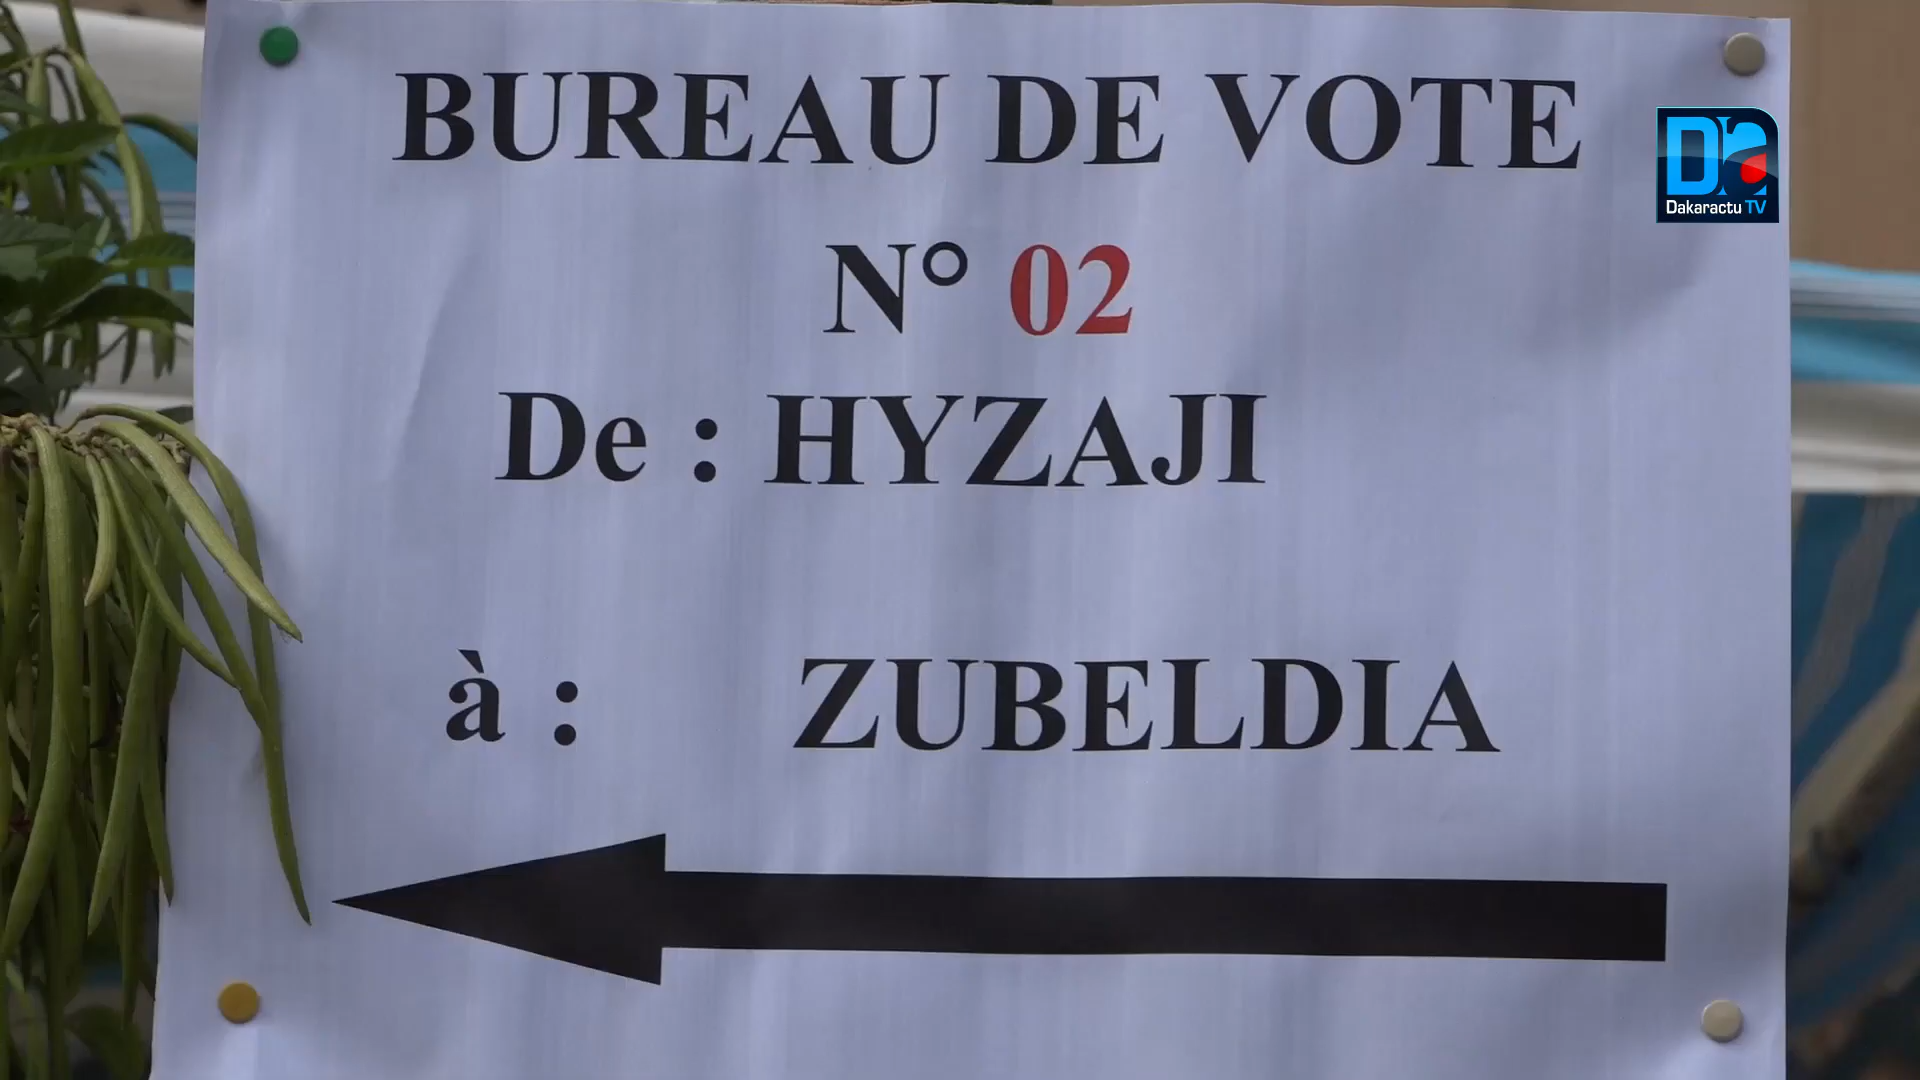 BUREAU DE VOTE
Dakaractu TV
N° 02
De : HYZAJI
à : ZUBELDIA